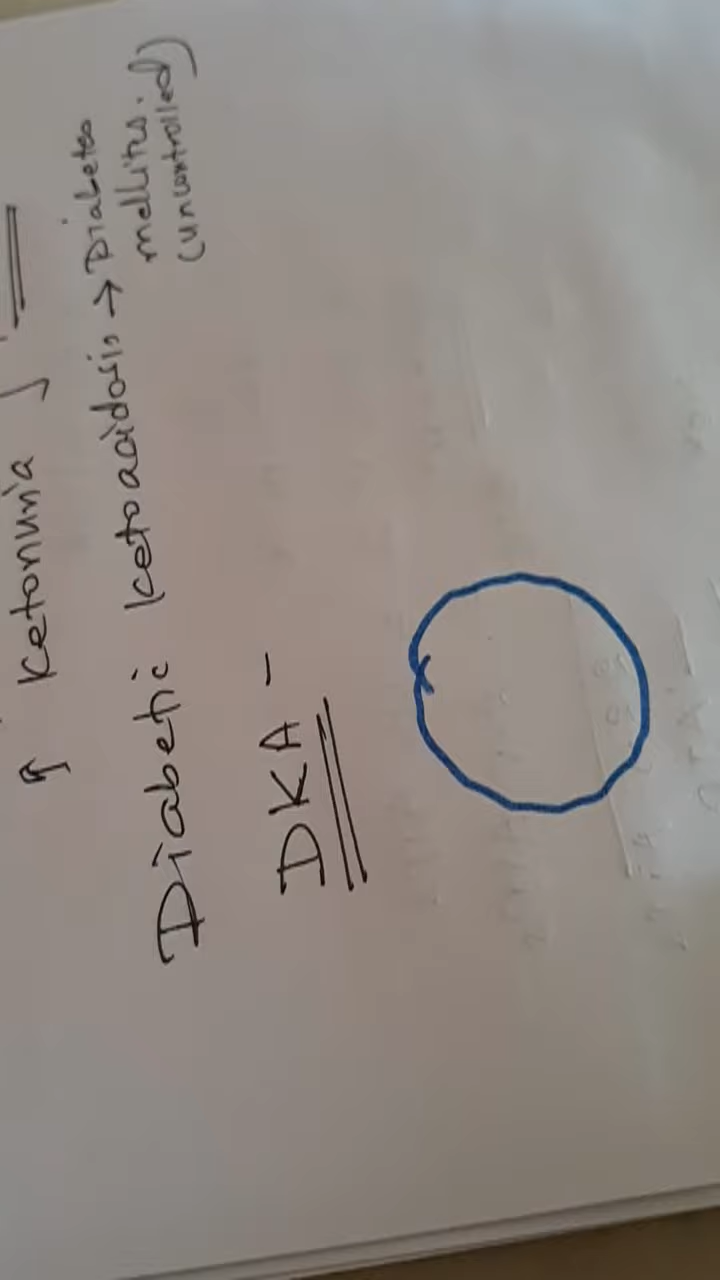 ↑ Ketonuria
Diabetic ketoacidosis → Diabetes
mellitus.
(uncontrolled)
DKA -